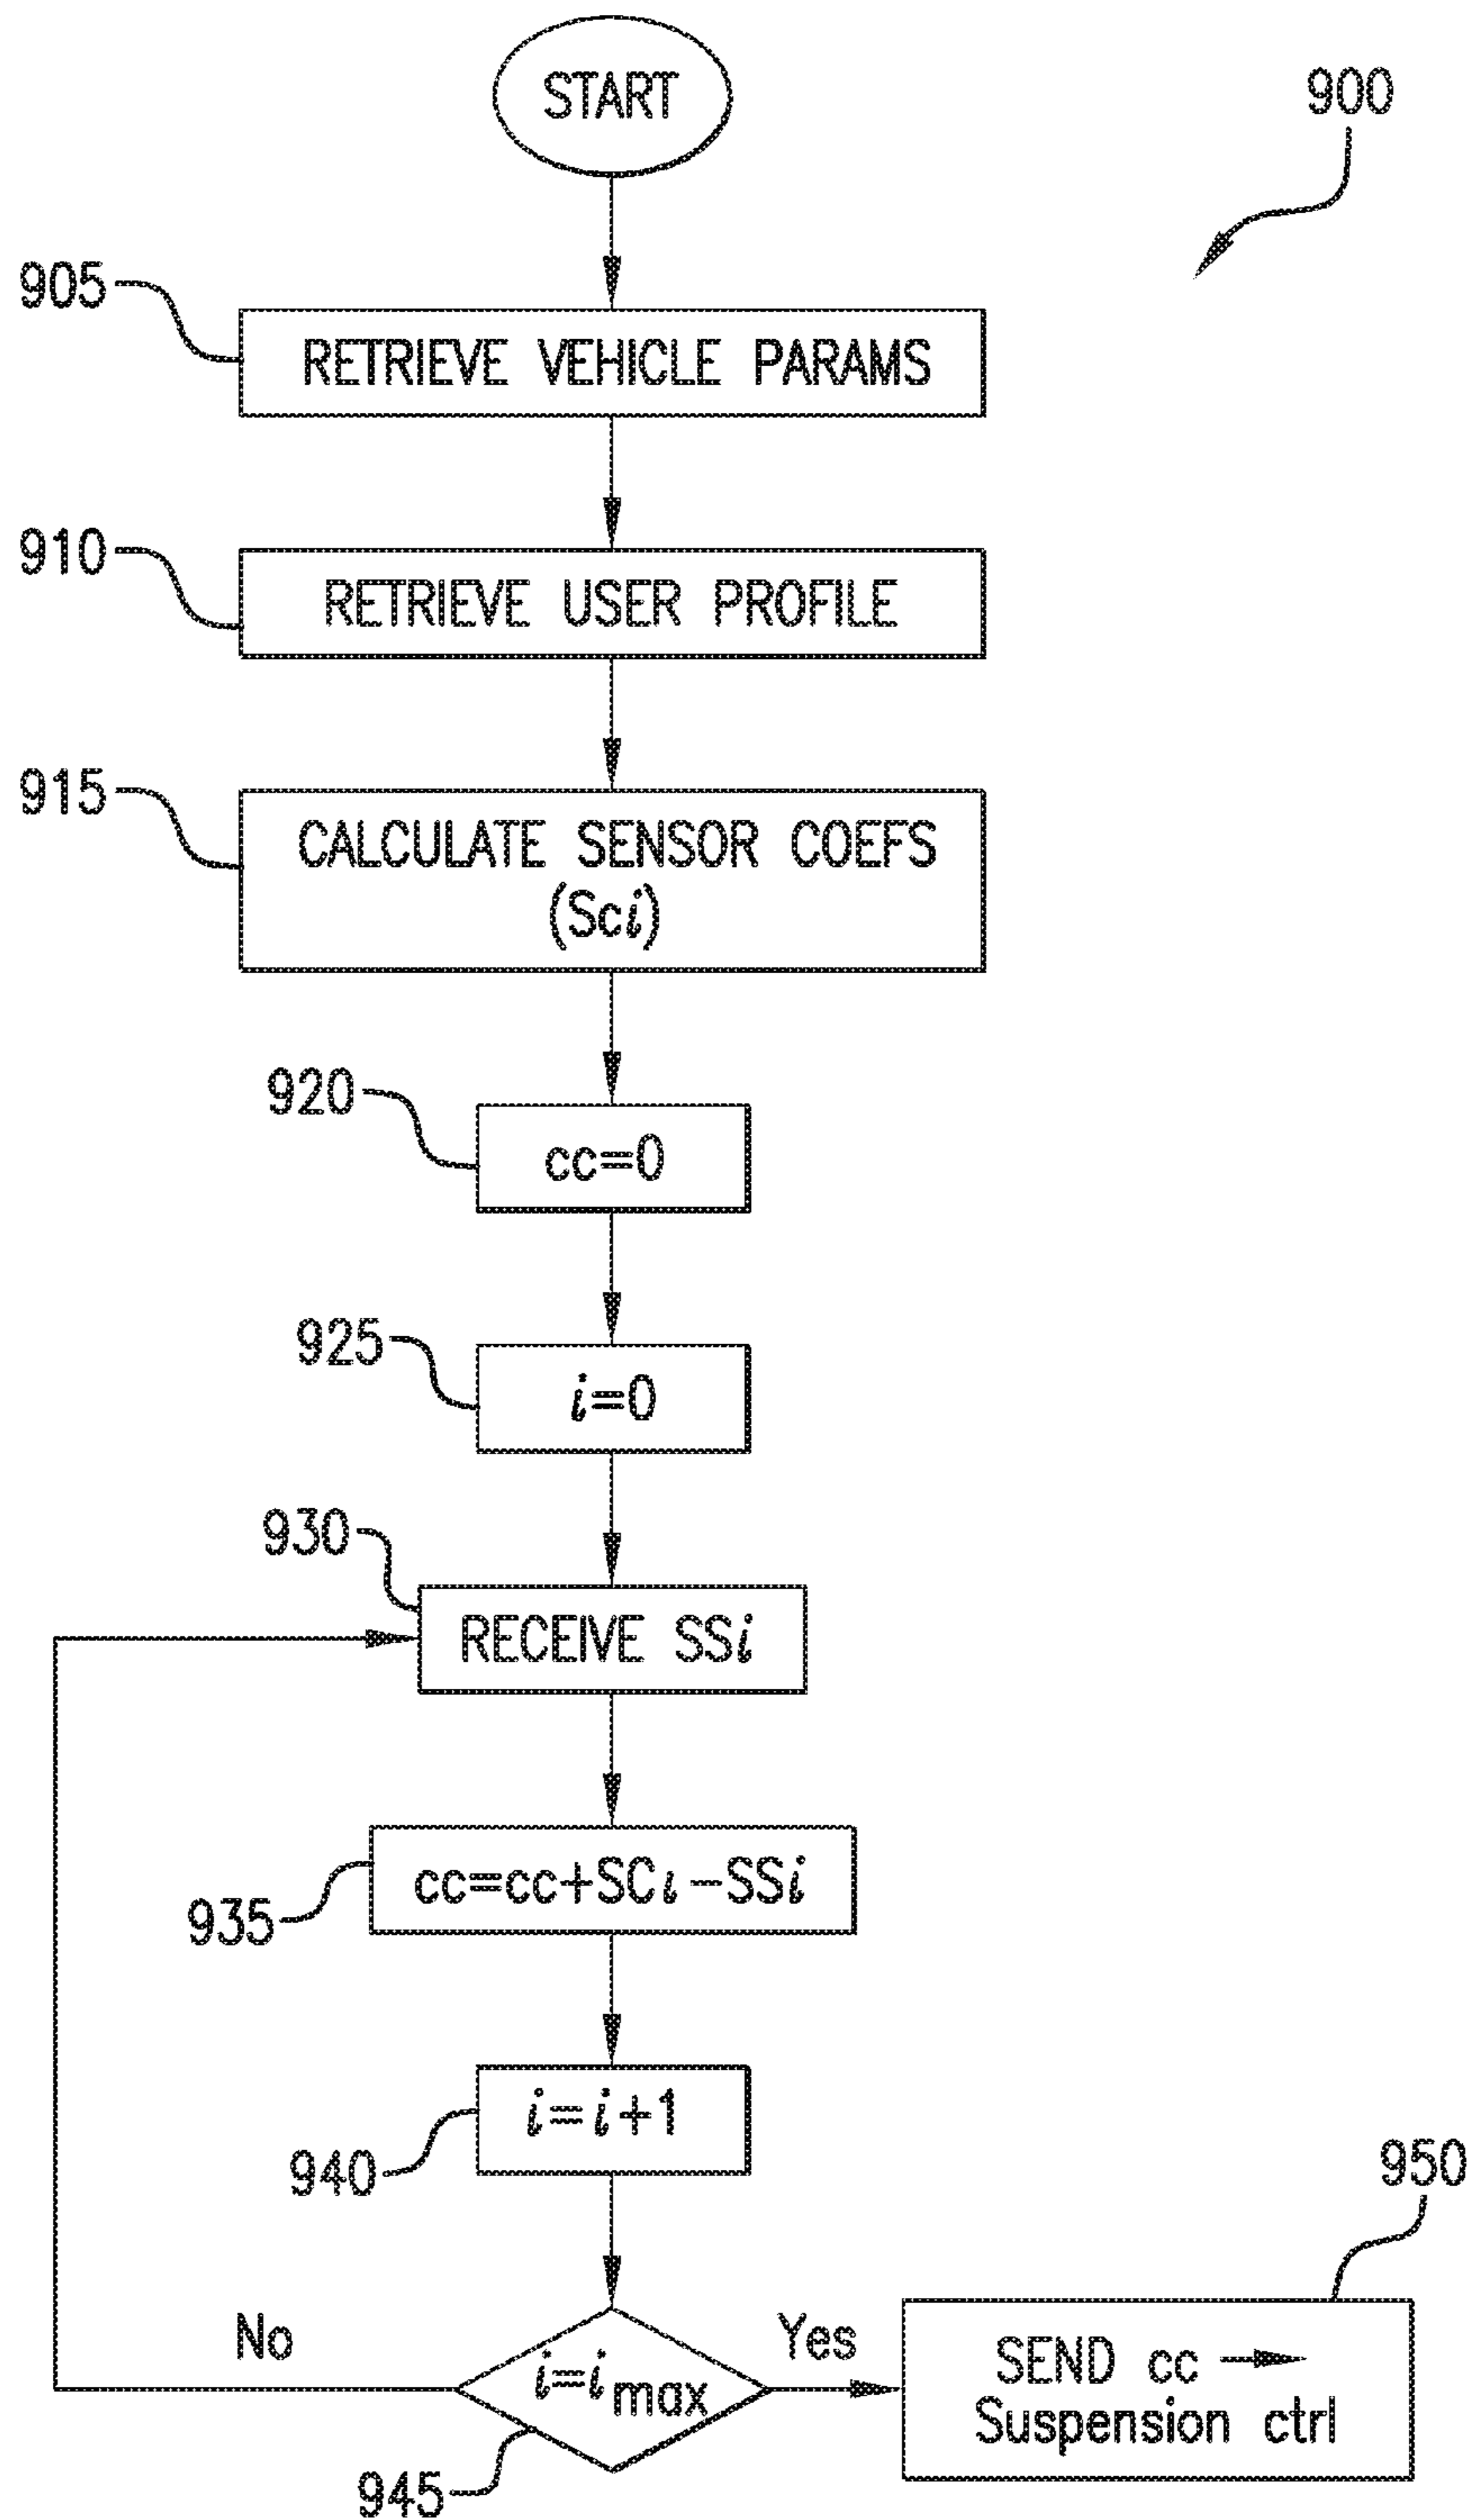 START
900
905
RETRIEVE VEHICLE PARAMS
910
RETRIEVE USER PROFILE
915
CALCULATE SENSOR COEFS
(Sci)
920
cc=0
925
i=0
930
RECEIVE SSi
935
cc=cc+SCi-SSi
940
i=i+1
950
No
Yes
i=imax
SEND cc →
Suspension ctrl
945